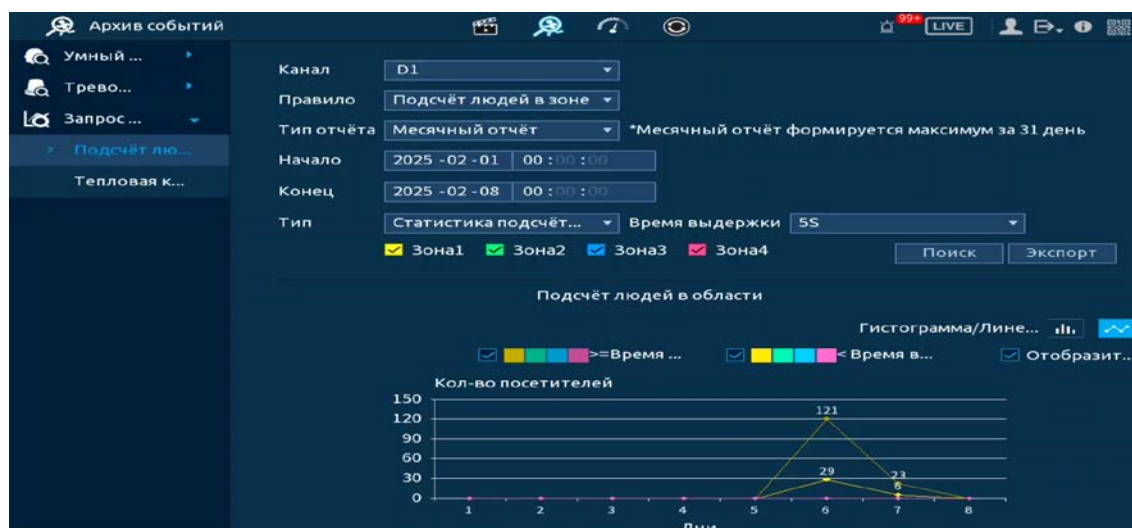 Архив событий
99+
LIVE
Умный ...
Трево...
Запрос ...
> Подсчёт лю...
Тепловая к...
Канал D1
Правило Подсчёт людей в зоне
Тип отчёта Месячный отчёт *Месячный отчёт формируется максимум за 31 день
Начало 2025 -02 -01 00 :00 :00
Конец 2025 -02 -08 00 :00 :00
Тип Статистика подсчёт... Время выдержки 5S
Зона1 Зона2 Зона3 Зона4 Поиск Экспорт
Подсчёт людей в области
Гистограмма/Лине...
>=Время ... < Время в... Отобразит...
Кол-во посетителей
150
120
90
60
30
0
121
29
23
6
1 2 3 4 5 6 7 8
Дни